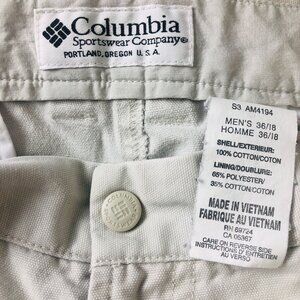 Columbia
Sportswear Company®
PORTLAND, OREGON U.S.A.
S3 AM4194
MEN'S 36/18
HOMME 36/18
SHELL/EXTERIEUR:
100% COTTON/COTON
LINING/DOUBLURE:
65% POLYESTER/
35% COTTON/COTON
MADE IN VIETNAM
FABRIQUE AU VIETNAM
RN 69724
CA 05367
CARE ON REVERSE SIDE
INSTRUCTIONS D'ENTRETIEN
AU VERSO